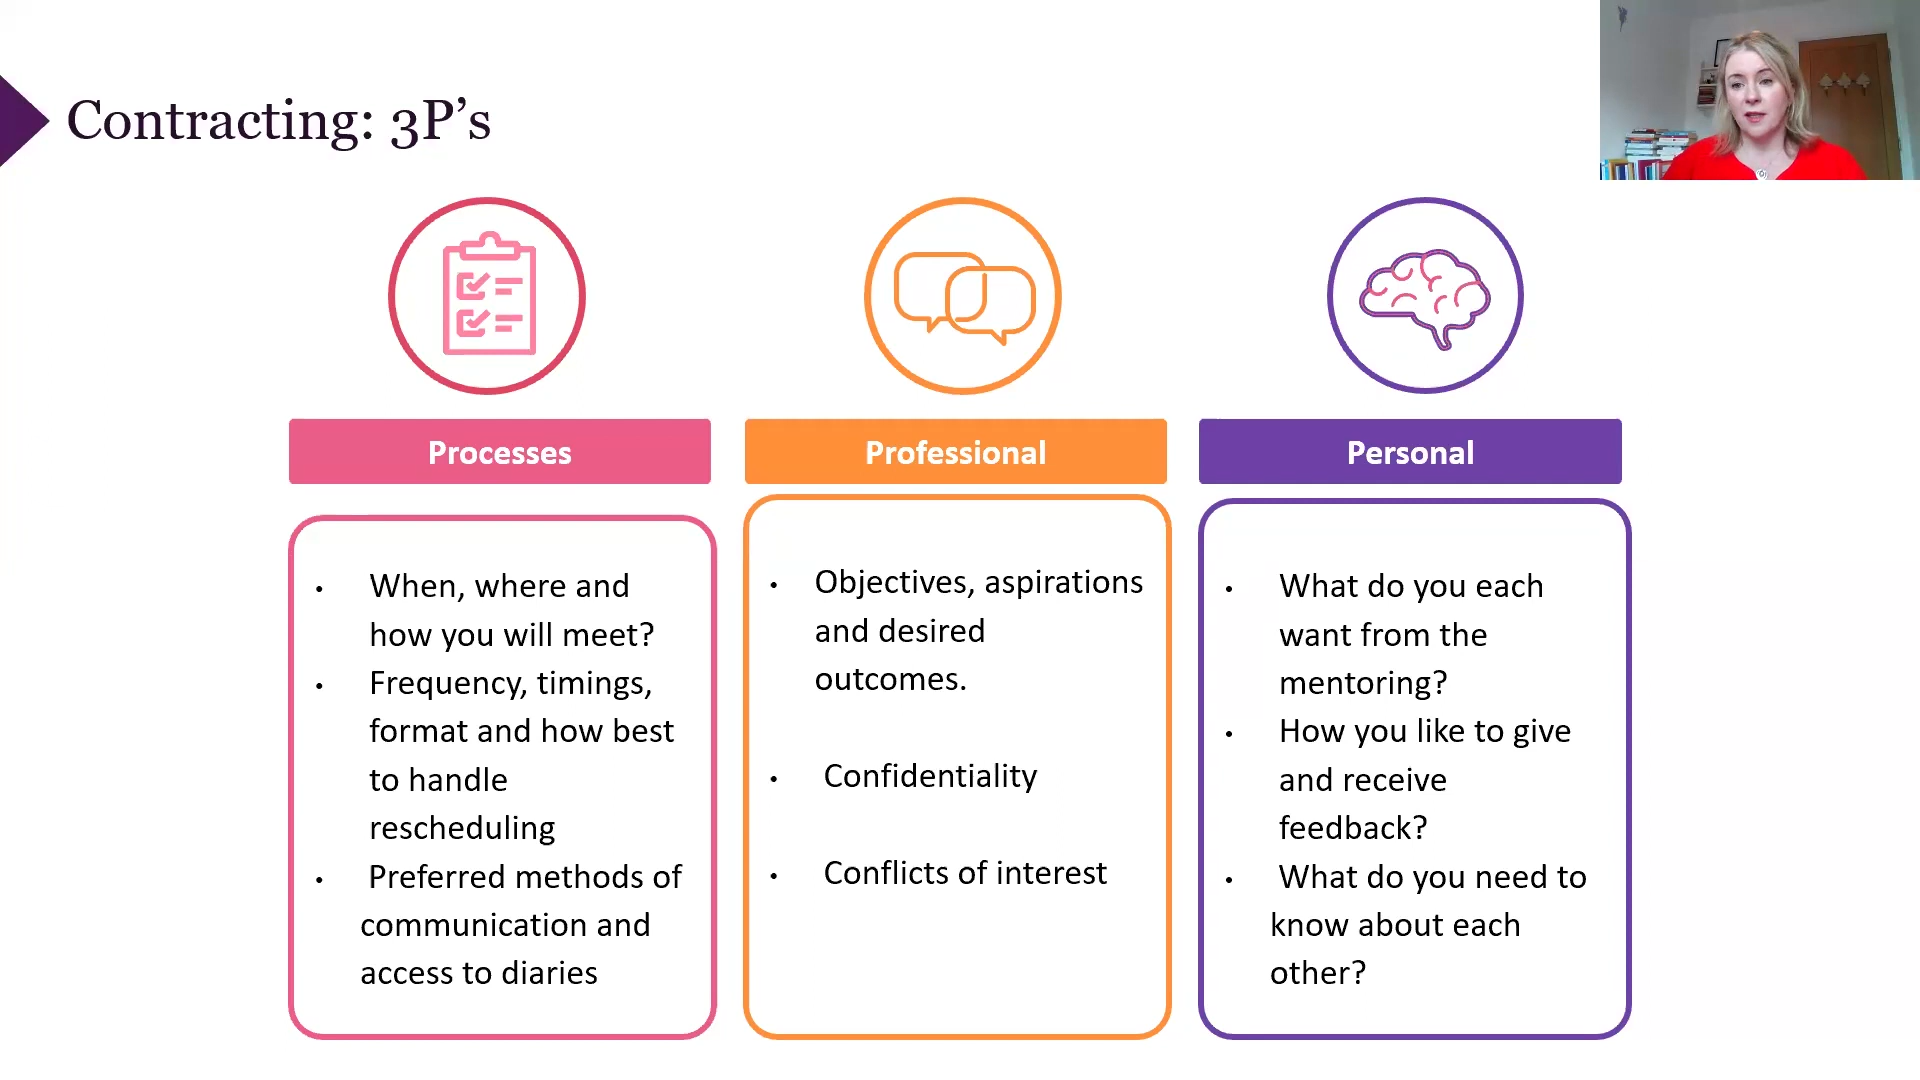 Contracting: 3P’s
Processes
• When, where and
how you will meet?
• Frequency, timings,
format and how best
to handle
rescheduling
• Preferred methods of
communication and
access to diaries
Professional
• Objectives, aspirations
and desired
outcomes.
• Confidentiality
• Conflicts of interest
Personal
• What do you each
want from the
mentoring?
• How you like to give
and receive
feedback?
• What do you need to
know about each
other?